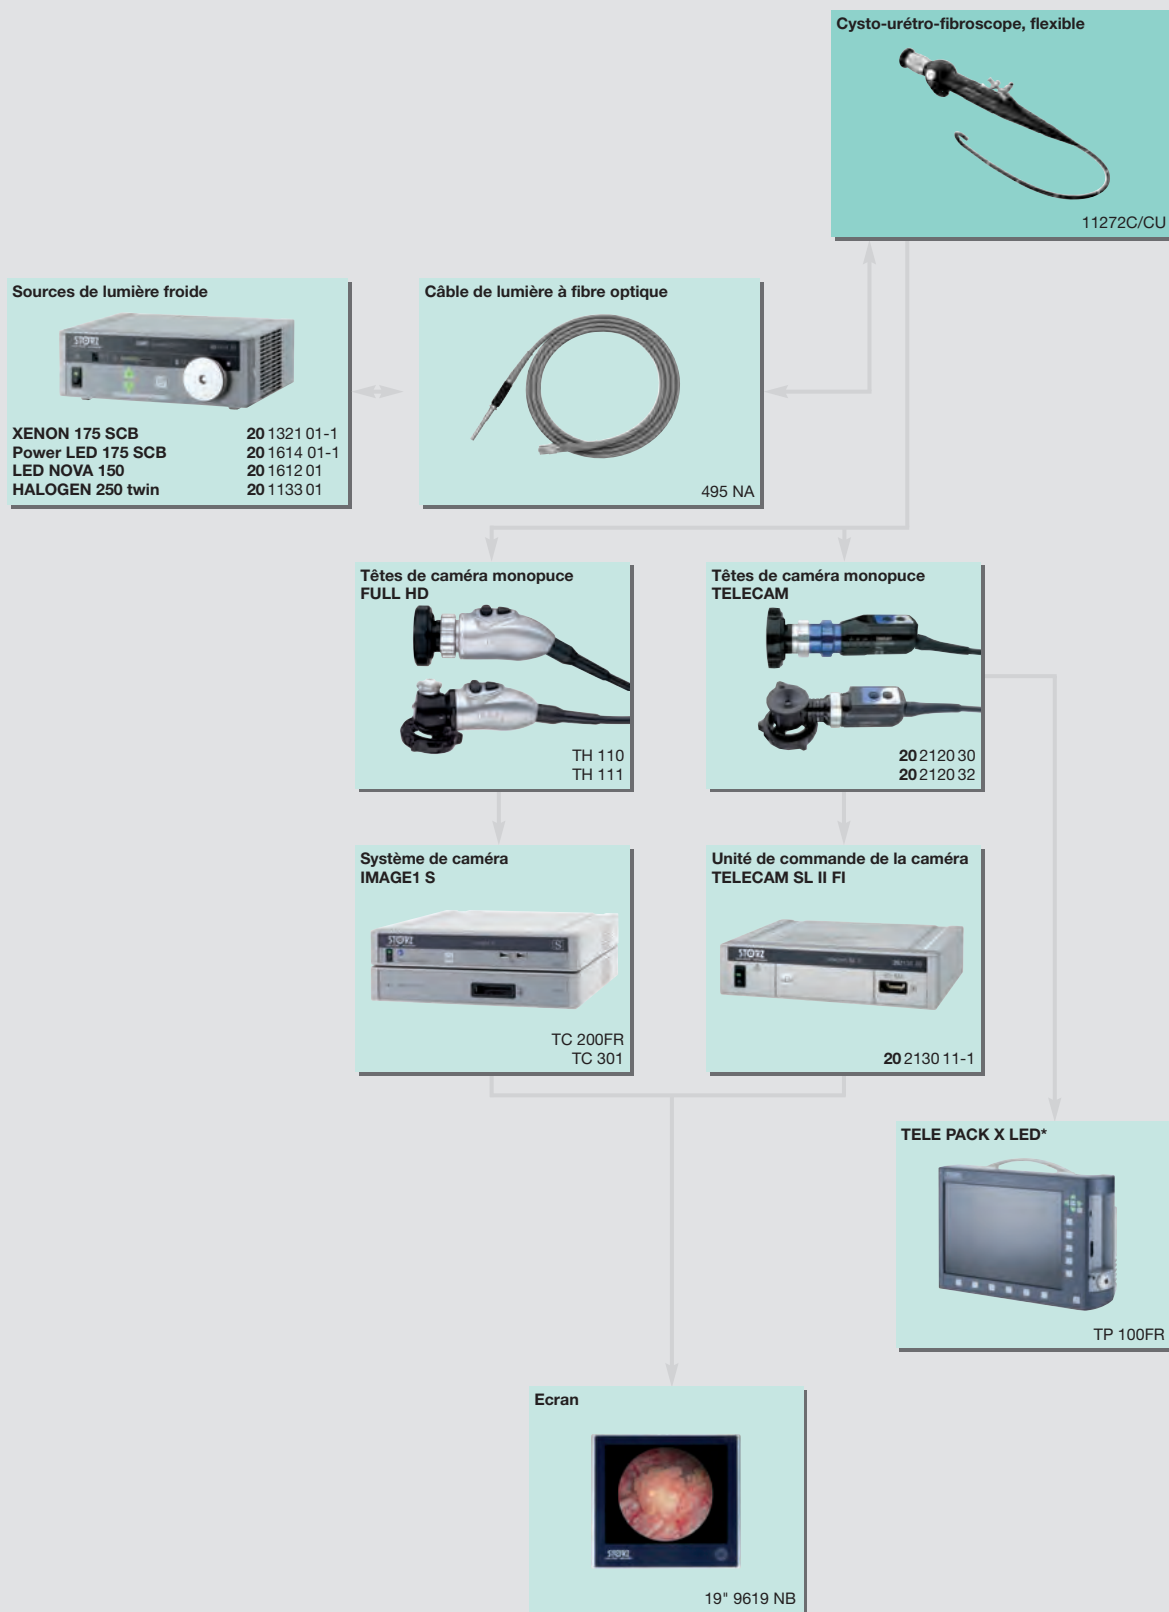 Cysto-urétro-fibroscope, flexible
11272C/CU
Sources de lumière froide
STORZ
XENON 175 SCB 20 1321 01-1
Power LED 175 SCB 20 1614 01-1
LED NOVA 150 20 1612 01
HALOGEN 250 twin 20 1133 01
Câble de lumière à fibre optique
495 NA
Têtes de caméra monopuce
FULL HD
TH 110
TH 111
Têtes de caméra monopuce
TELECAM
20 2120 30
20 2120 32
Système de caméra
IMAGE1 S
STORZ
S
TC 200FR
TC 301
Unité de commande de la caméra
TELECAM SL II FI
STORZ
20 2130 11-1
TELE PACK X LED*
TP 100FR
Ecran
STORZ
19" 9619 NB